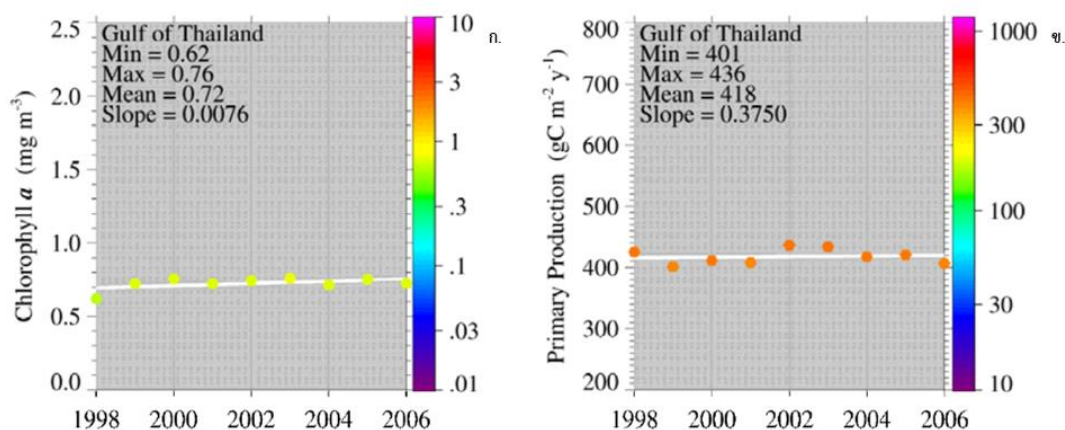 Gulf of Thailand
Min = 0.62
Max = 0.76
Mean = 0.72
Slope = 0.0076
Chlorophyll a (mg m-3)
2.5
2.0
1.5
1.0
0.5
0.0
1998 2000 2002 2004 2006
10
3
1
.3
.1
.03
.01
ก.
Gulf of Thailand
Min = 401
Max = 436
Mean = 418
Slope = 0.3750
Primary Production (gC m-2 y-1)
800
700
600
500
400
300
200
1998 2000 2002 2004 2006
1000
300
100
30
10
ข.